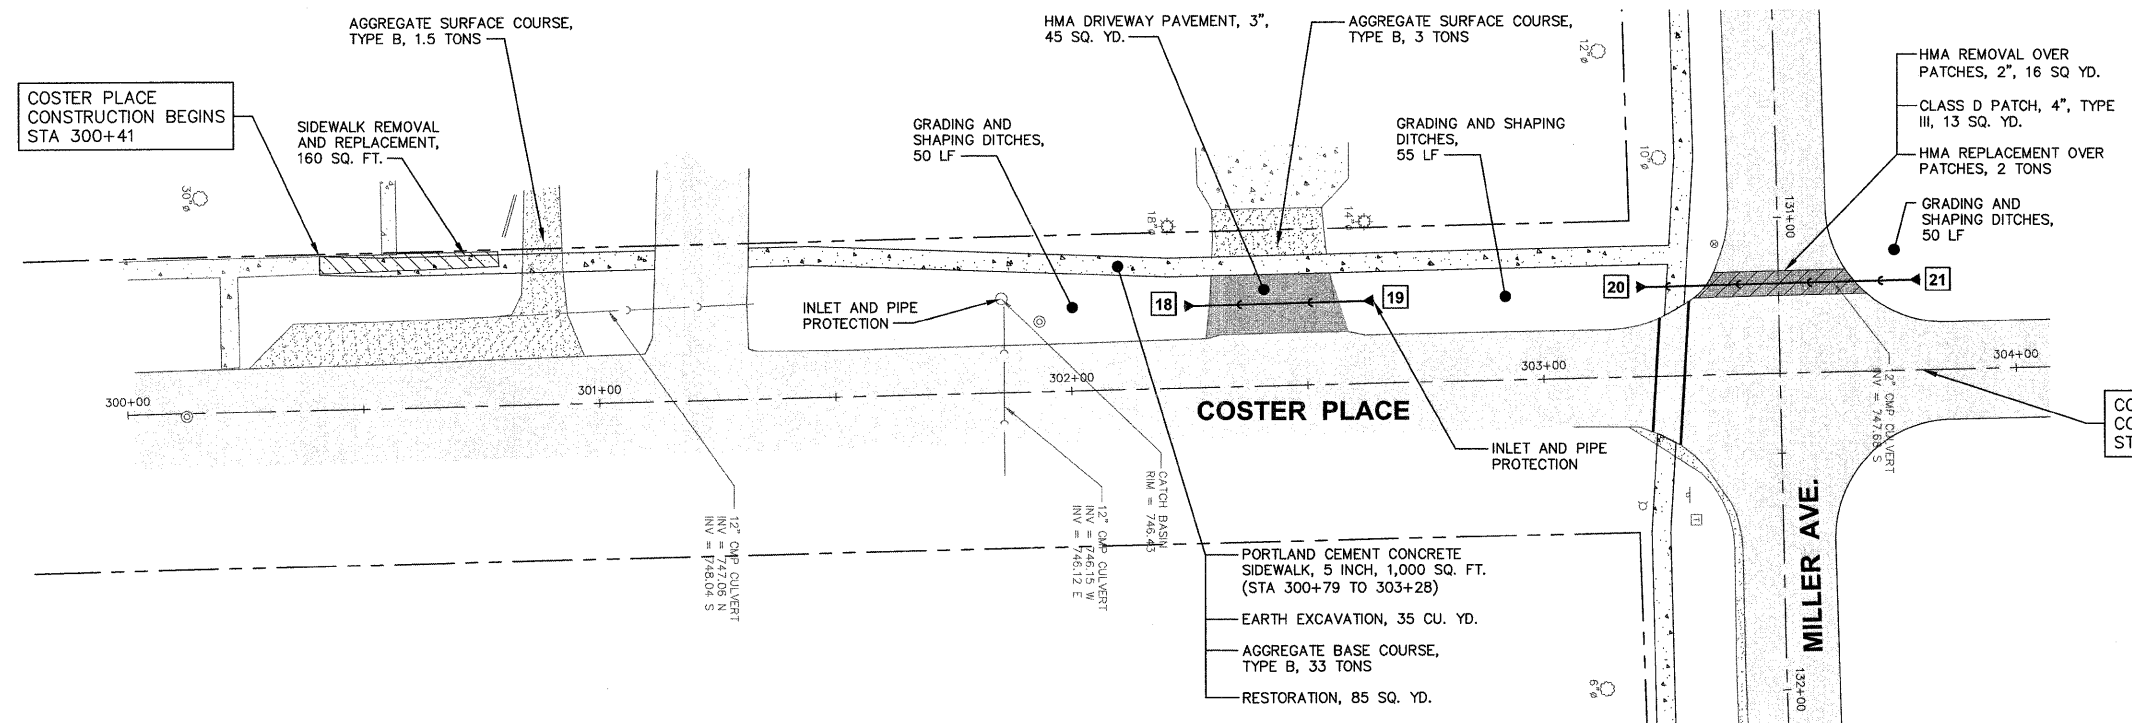 AGGREGATE SURFACE COURSE,
TYPE B, 1.5 TONS
HMA DRIVEWAY PAVEMENT, 3",
45 SQ. YD.
AGGREGATE SURFACE COURSE,
TYPE B, 3 TONS
12"ø
HMA REMOVAL OVER
PATCHES, 2", 16 SQ YD.
CLASS D PATCH, 4", TYPE
III, 13 SQ. YD.
HMA REPLACEMENT OVER
PATCHES, 2 TONS
COSTER PLACE
CONSTRUCTION BEGINS
STA 300+41
SIDEWALK REMOVAL
AND REPLACEMENT,
160 SQ. FT.
GRADING AND
SHAPING DITCHES,
50 LF
GRADING AND SHAPING
DITCHES,
55 LF
10"ø
30"ø
18"ø
14"ø
131+00
GRADING AND
SHAPING DITCHES,
50 LF
INLET AND PIPE
PROTECTION
18
19
20
21
300+00
301+00
302+00
303+00
304+00
COSTER PLACE
12" CMP CULVERT
INV = 747.68 S
CO
CO
ST
INLET AND PIPE
PROTECTION
CATCH BASIN
RIM = 746.43
12" CMP CULVERT
INV = 746.15 W
INV = 746.12 E
12" CMP CULVERT
INV = 747.06 N
INV = 748.04 S
T
MILLER AVE.
PORTLAND CEMENT CONCRETE
SIDEWALK, 5 INCH, 1,000 SQ. FT.
(STA 300+79 TO 303+28)
EARTH EXCAVATION, 35 CU. YD.
AGGREGATE BASE COURSE,
TYPE B, 33 TONS
RESTORATION, 85 SQ. YD.
6"ø
132+00